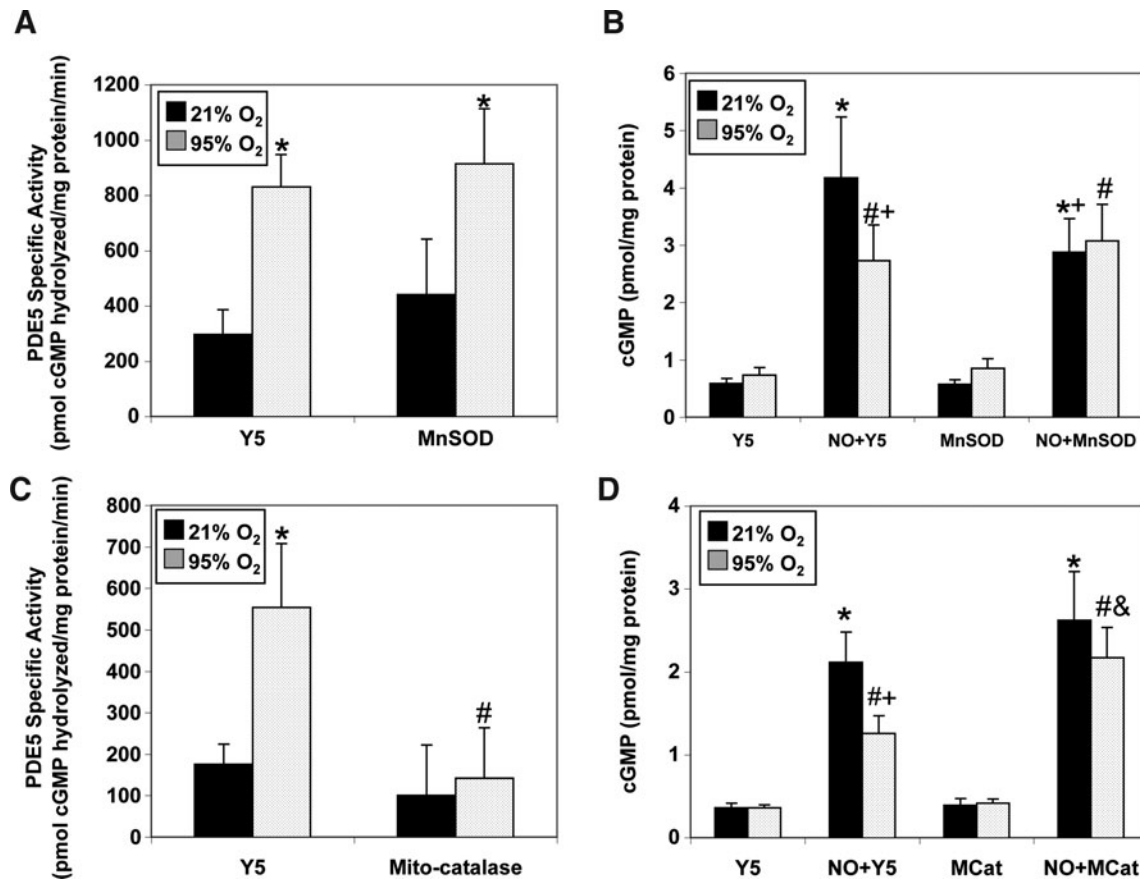 A
PDE5 Specific Activity
(pmol cGMP hydrolyzed/mg protein/min)
1200
1000
800
600
400
200
0
21% O₂
95% O₂
*
*
Y5
MnSOD
B
cGMP (pmol/mg protein)
6
5
4
3
2
1
0
21% O₂
95% O₂
*
#+
*+
#
Y5
NO+Y5
MnSOD
NO+MnSOD
C
PDE5 Specific Activity
(pmol cGMP hydrolyzed/mg protein/min)
800
700
600
500
400
300
200
100
0
21% O₂
95% O₂
*
#
Y5
Mito-catalase
D
cGMP (pmol/mg protein)
4
3
2
1
0
21% O₂
95% O₂
*
#+
*
#&
Y5
NO+Y5
MCat
NO+MCat